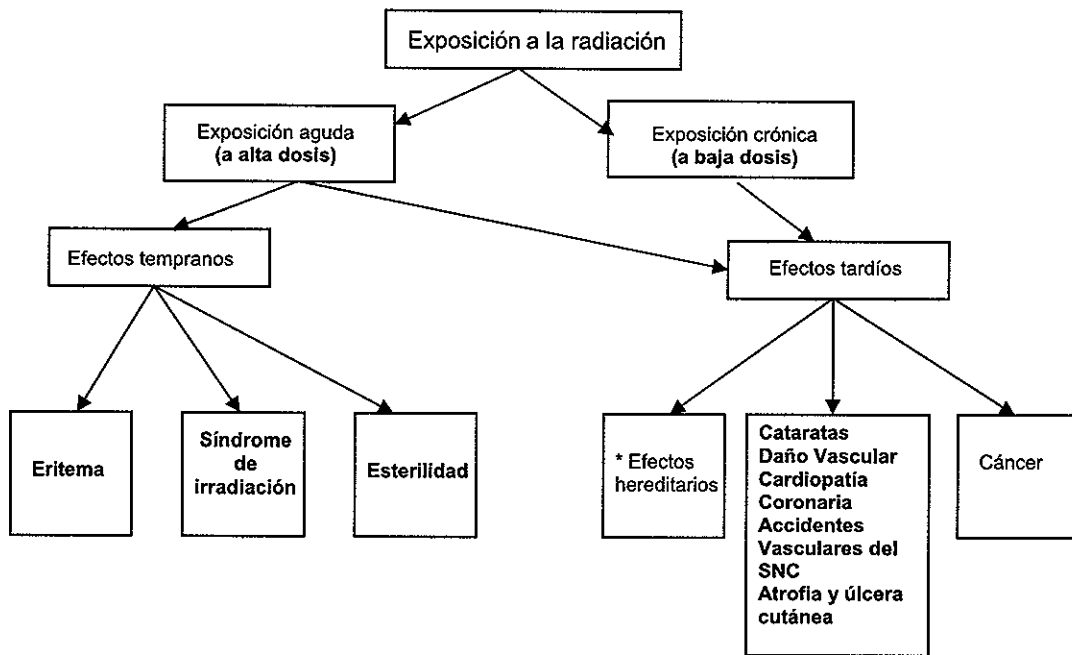 Exposición a la radiación
Exposición aguda
(a alta dosis)
Exposición crónica
(a baja dosis)
Efectos tempranos
Efectos tardíos
Eritema
Síndrome
de
irradiación
Esterilidad
* Efectos
hereditarios
Cataratas
Daño Vascular
Cardiopatía
Coronaria
Accidentes
Vasculares del
SNC
Atrofia y úlcera
cutánea
Cáncer